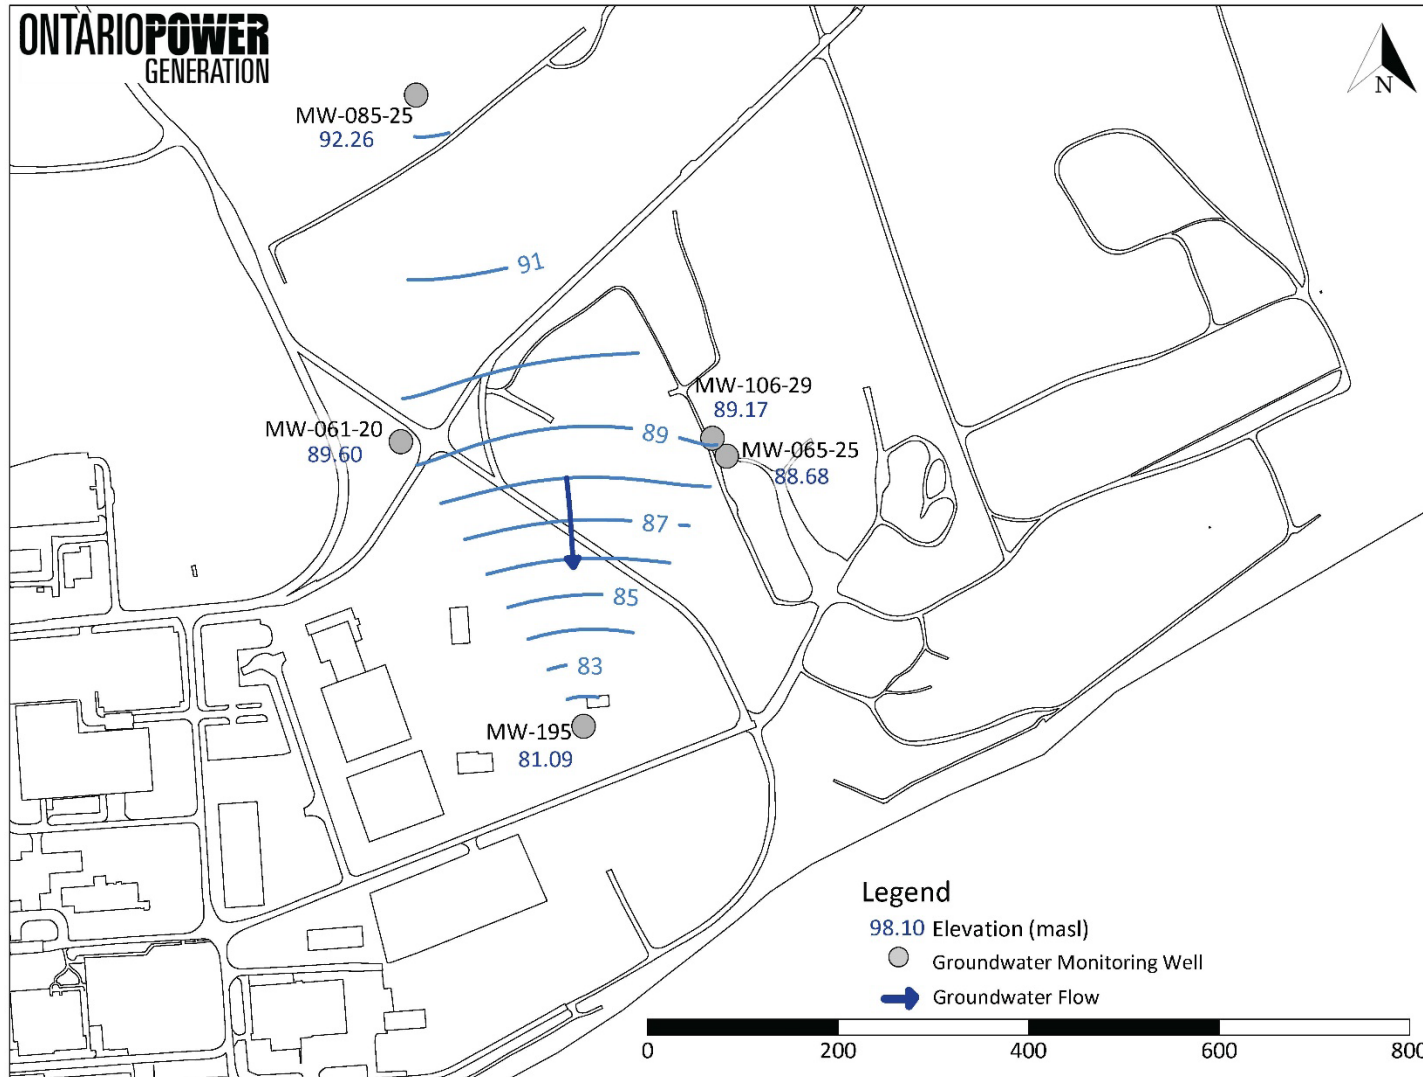 ONTARIOPOWER
GENERATION
N
MW-085-25
92.26
91
MW-106-29
89.17
MW-061-20
89.60
89
MW-065-25
88.68
87
85
83
MW-195
81.09
Legend
98.10 Elevation (masl)
Groundwater Monitoring Well
Groundwater Flow
0 200 400 600 800